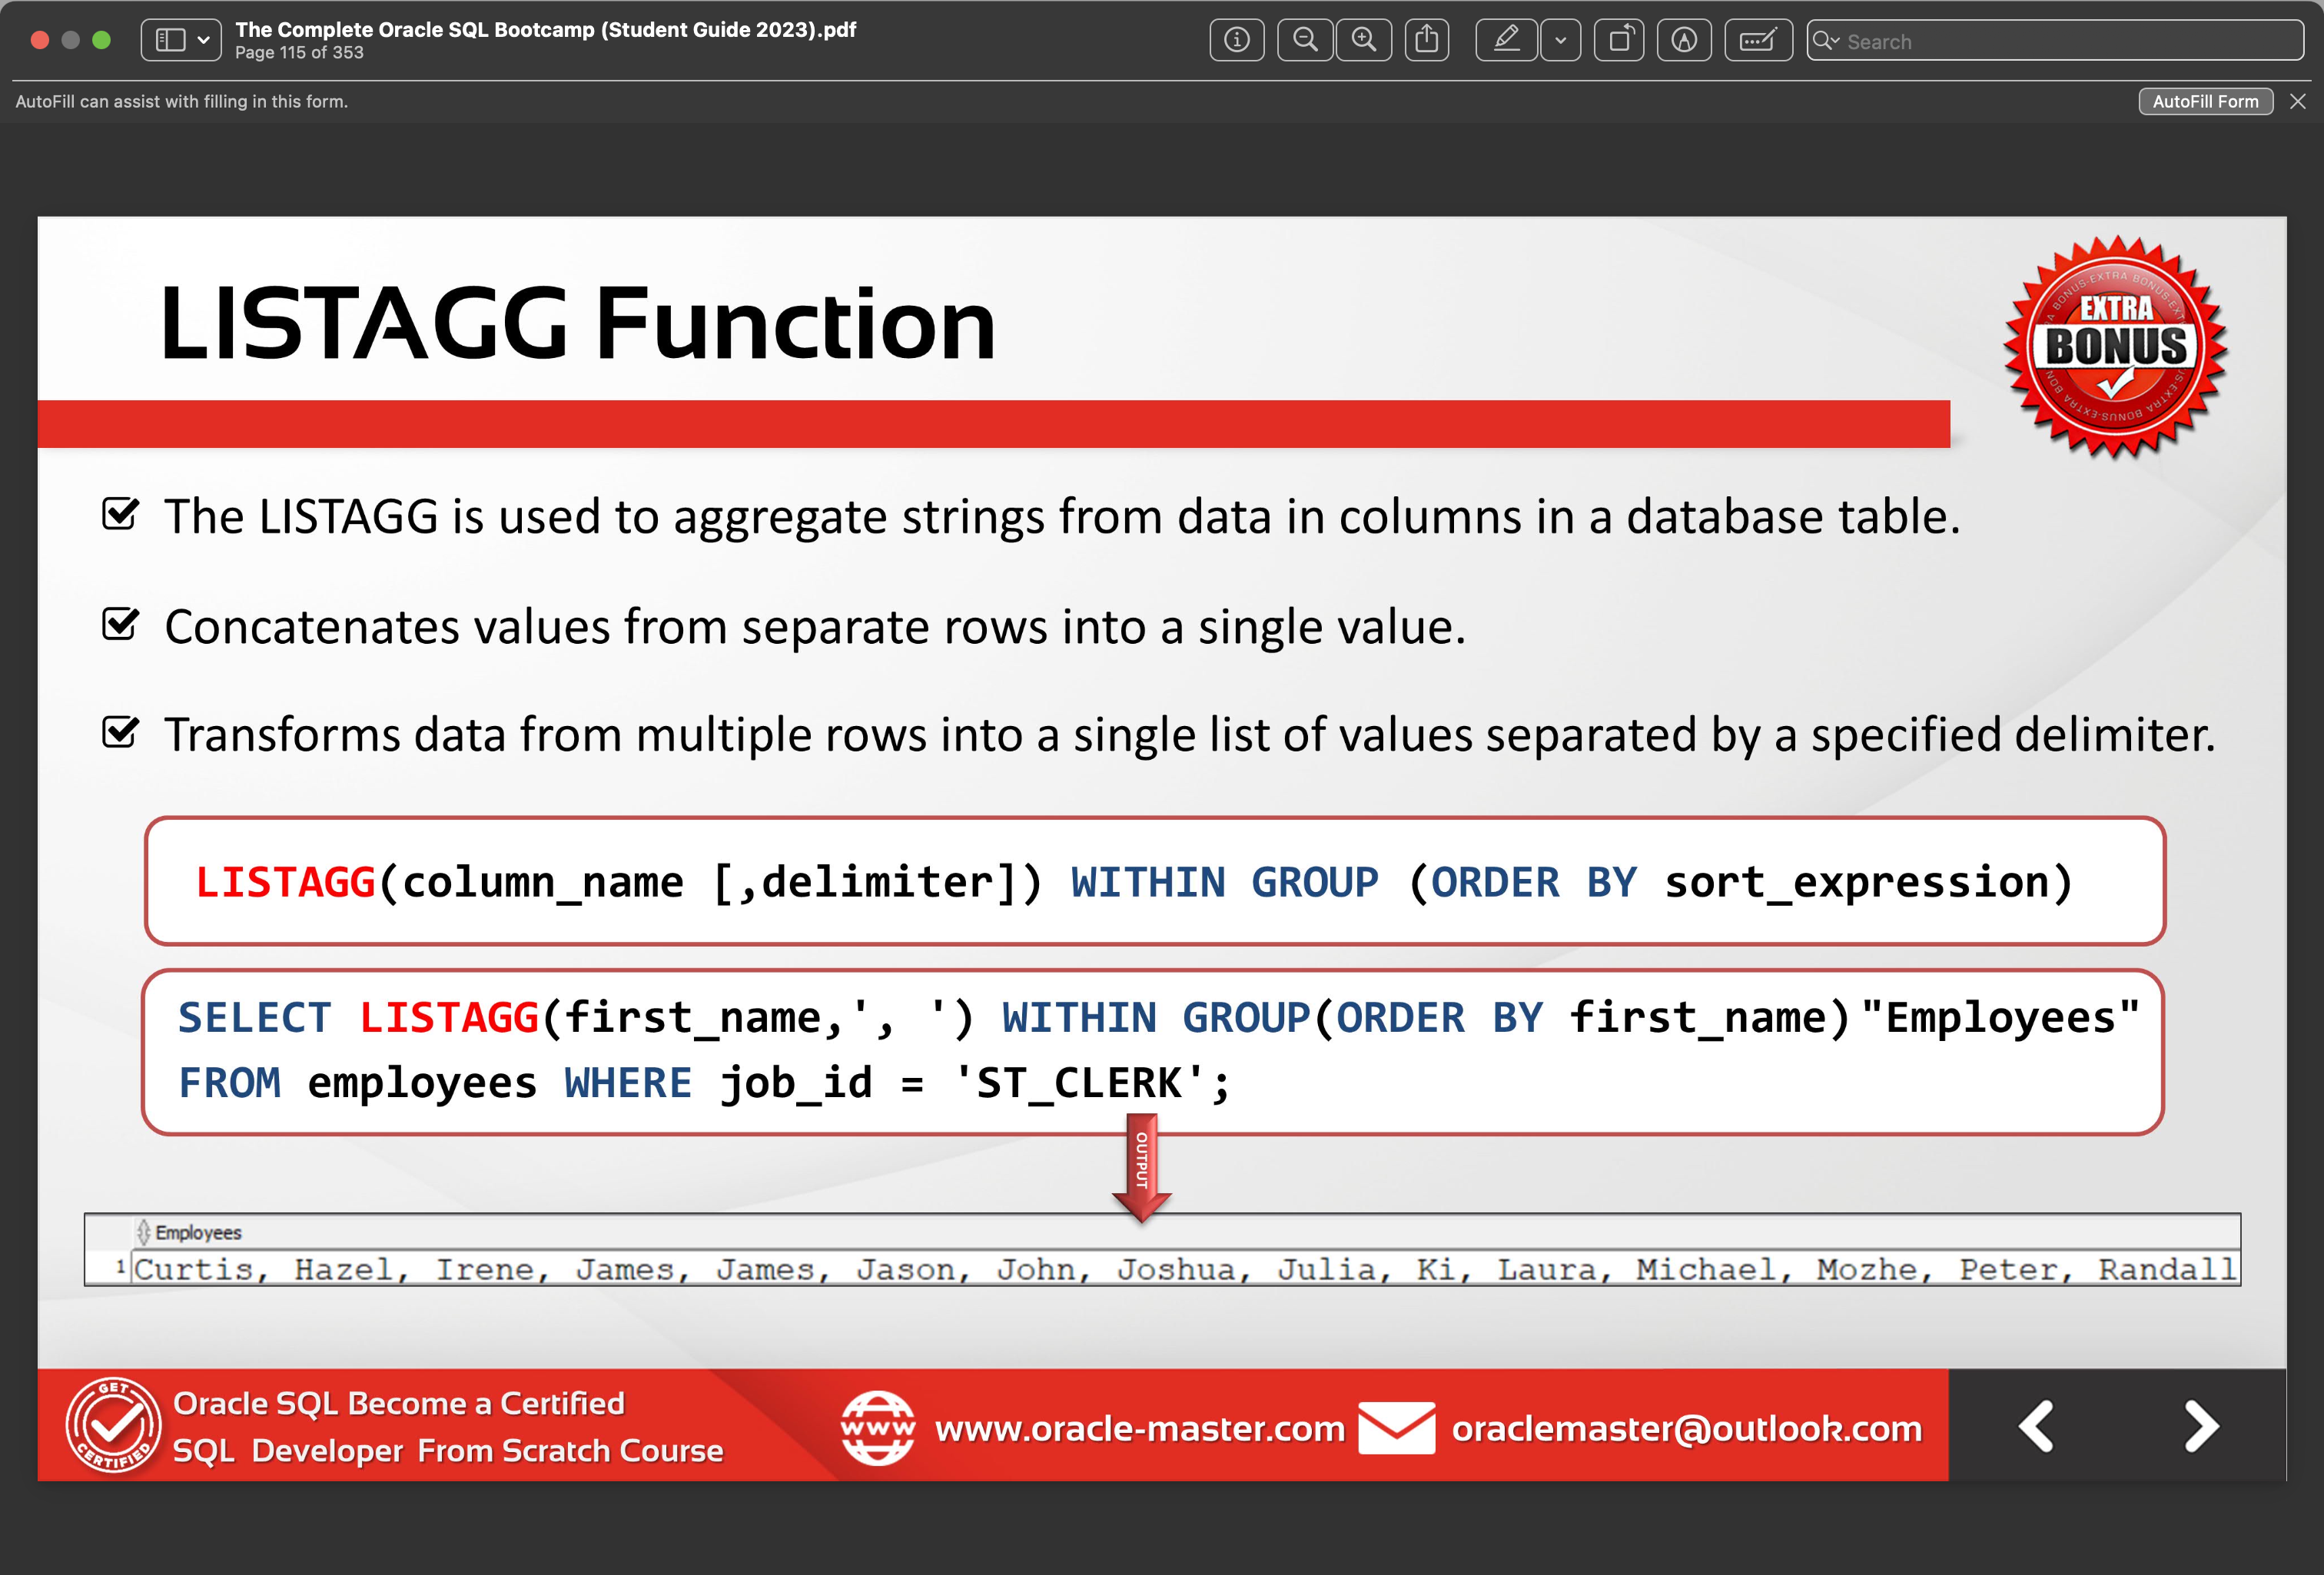 The Complete Oracle SQL Bootcamp (Student Guide 2023).pdf
Page 115 of 353
Search
AutoFill can assist with filling in this form.
AutoFill Form
LISTAGG Function
EXTRA
BONUS
The LISTAGG is used to aggregate strings from data in columns in a database table.
Concatenates values from separate rows into a single value.
Transforms data from multiple rows into a single list of values separated by a specified delimiter.
LISTAGG(column_name [,delimiter]) WITHIN GROUP (ORDER BY sort_expression)
SELECT LISTAGG(first_name,', ') WITHIN GROUP(ORDER BY first_name)"Employees"
FROM employees WHERE job_id = 'ST_CLERK';
OUTPUT
Employees
1 Curtis, Hazel, Irene, James, James, Jason, John, Joshua, Julia, Ki, Laura, Michael, Mozhe, Peter, Randall
GET
CERTIFIED
Oracle SQL Become a Certified
SQL Developer From Scratch Course
www
www.oracle-master.com
oraclemaster@outlook.com